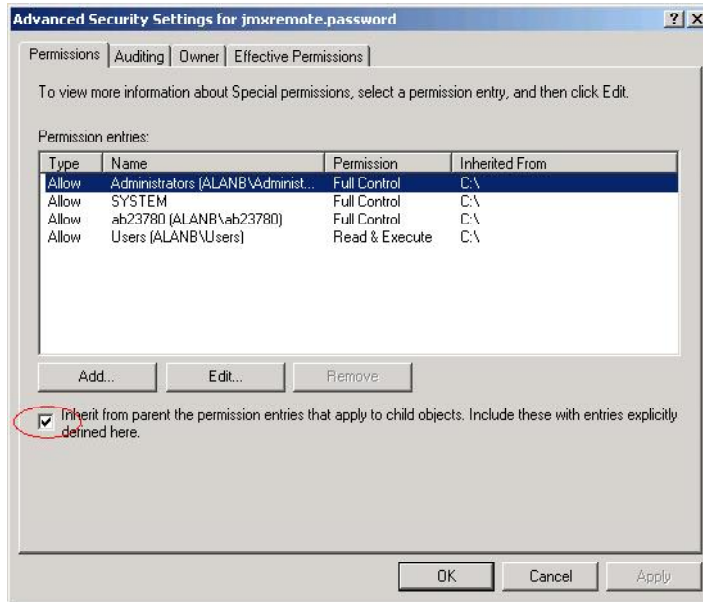 Advanced Security Settings for jmxremote.password
Permissions Auditing Owner Effective Permissions
To view more information about Special permissions, select a permission entry, and then click Edit.
Permission entries:
Type Name Permission Inherited From
Allow Administrators (ALANB\Administ... Full Control C:\
Allow SYSTEM Full Control C:\
Allow ab23780 (ALANB\ab23780) Full Control C:\
Allow Users (ALANB\Users) Read & Execute C:\
Add... Edit... Remove
Inherit from parent the permission entries that apply to child objects. Include these with entries explicitly
defined here.
OK Cancel Apply